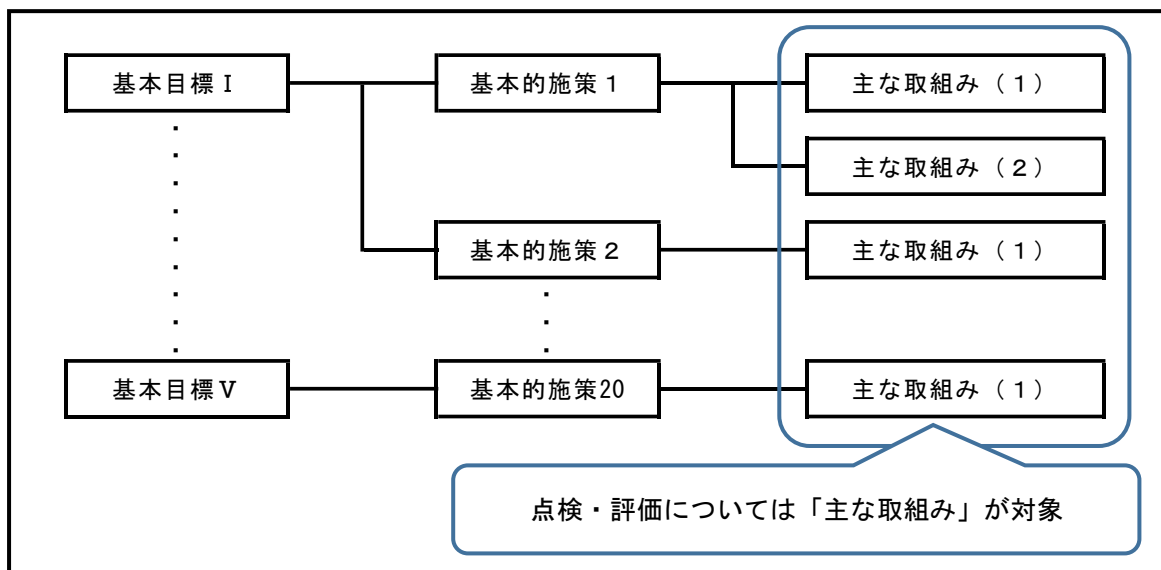 基本目標Ⅰ
基本的施策１
主な取組み（１）
主な取組み（２）
基本的施策２
主な取組み（１）
基本目標Ⅴ
基本的施策20
主な取組み（１）
点検・評価については「主な取組み」が対象